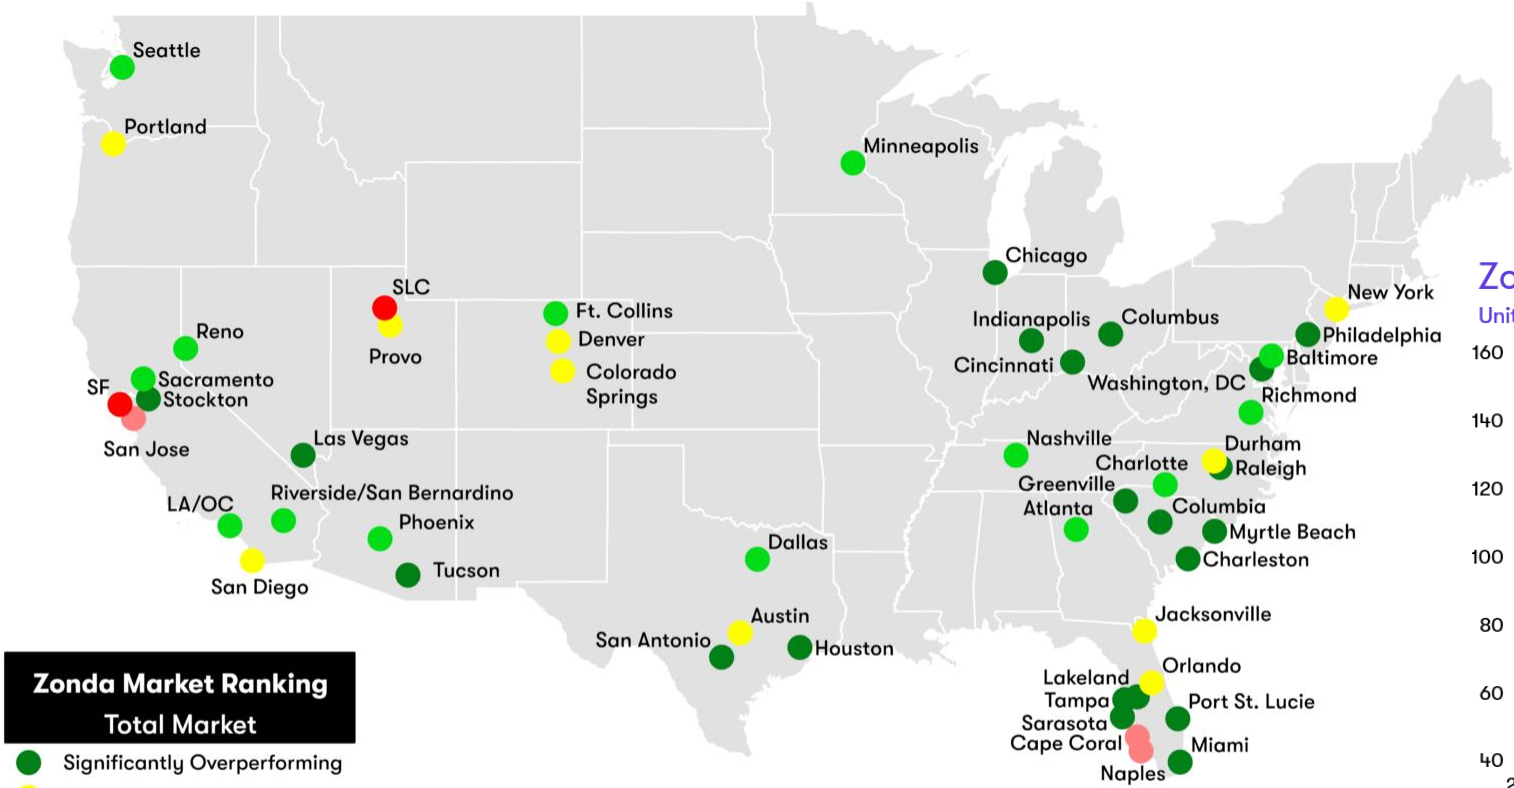 Seattle
Portland
Minneapolis
Chicago
SLC
Zo
New York
Ft. Collins
Unit
Indianapolis
Columbus
Reno
Denver
Philadelphia
Provo
160
Baltimore
Cincinnati
Colorado
Springs
SF
Sacramento
Washington, DC
Stockton
Richmond
140
San Jose
Las Vegas
Nashville
Durham
Charlotte
Raleigh
Greenville
120
Riverside/San Bernardino
LA/OC
Atlanta
Columbia
Phoenix
Myrtle Beach
Dallas
100
Charleston
Tucson
San Diego
Austin
Jacksonville
80
San Antonio
Houston
Orlando
Lakeland
Zonda Market Ranking
60
Tampa
Port St. Lucie
Total Market
Sarasota
Cape Coral
Miami
Significantly Overperforming
40
Naples